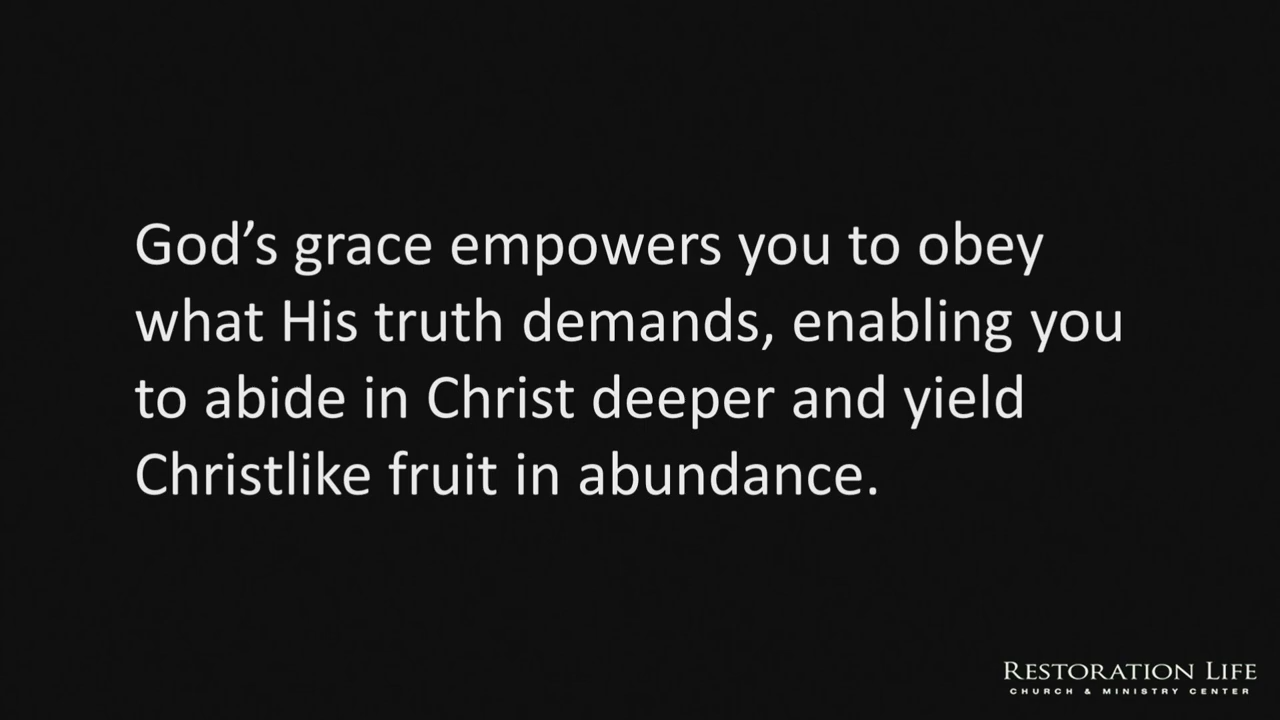 God’s grace empowers you to obey
what His truth demands, enabling you
to abide in Christ deeper and yield
Christlike fruit in abundance.
RESTORATION LIFE
CHURCH & MINISTRY CENTER